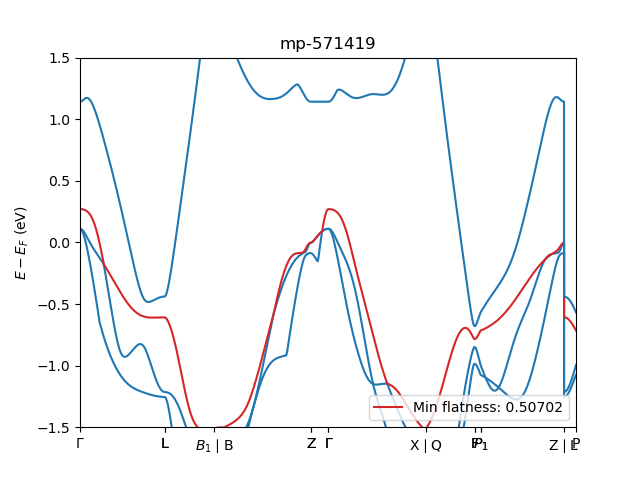 mp-571419
1.5
1.0
0.5
0.0
−0.5
−1.0
−1.5
E − E_F (eV)
Min flatness: 0.50702
Γ L B₁ | B Z Γ X | Q P₁ Z | L P